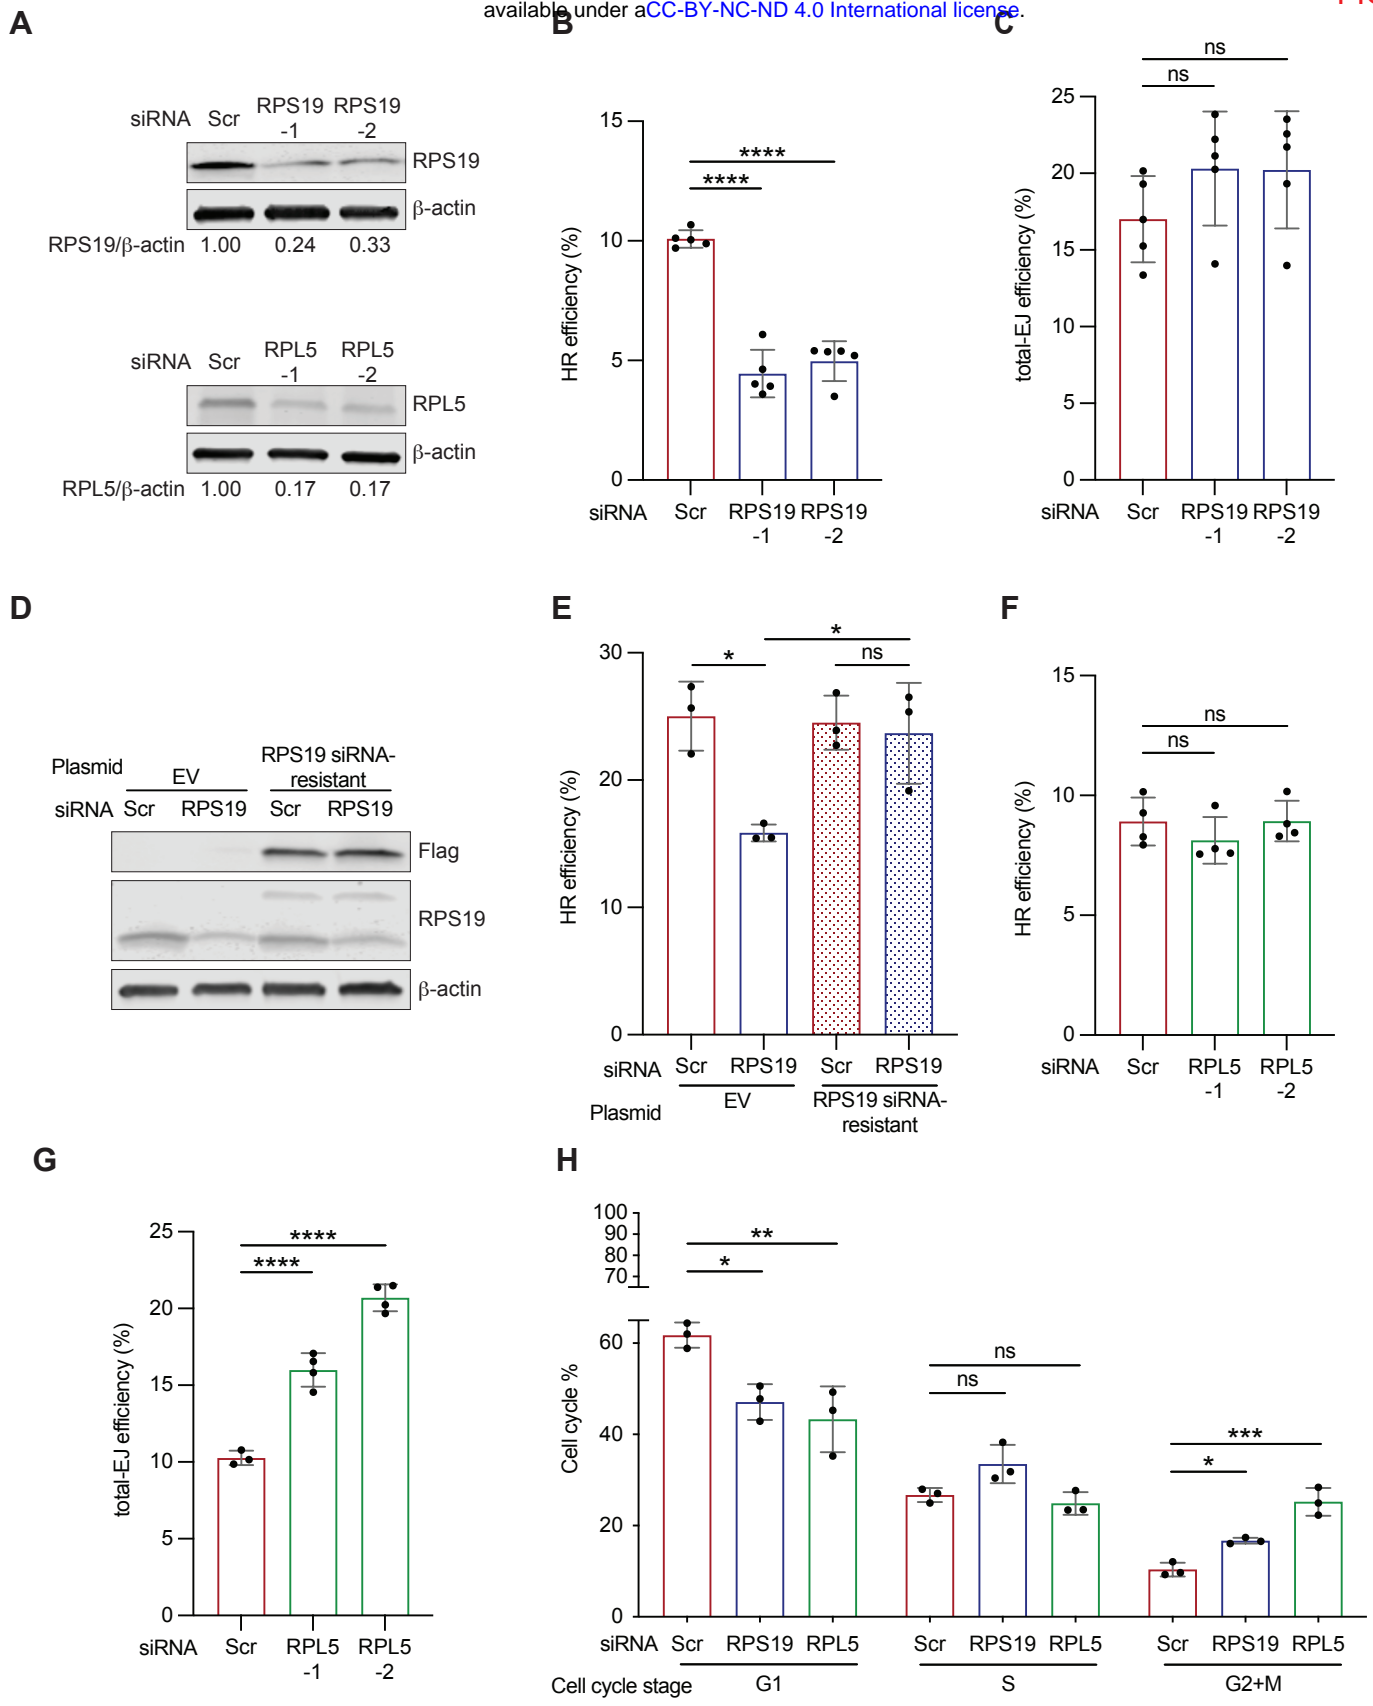 available under aCC-BY-NC-ND 4.0 International license.
A
siRNA Scr RPS19 -1 RPS19 -2
RPS19
β-actin
RPS19/β-actin 1.00 0.24 0.33
siRNA Scr RPL5 -1 RPL5 -2
RPL5
β-actin
RPL5/β-actin 1.00 0.17 0.17
B
HR efficiency (%)
15
10
5
0
****
****
siRNA Scr RPS19 -1 RPS19 -2
C
total-EJ efficiency (%)
25
20
15
10
5
0
ns
ns
siRNA Scr RPS19 -1 RPS19 -2
D
Plasmid EV RPS19 siRNA-resistant
siRNA Scr RPS19 Scr RPS19
Flag
RPS19
β-actin
E
HR efficiency (%)
30
20
10
0
*
*
ns
siRNA Scr RPS19 Scr RPS19
Plasmid EV RPS19 siRNA-resistant
F
HR efficiency (%)
15
10
5
0
ns
ns
siRNA Scr RPL5 -1 RPL5 -2
G
total-EJ efficiency (%)
25
20
15
10
5
0
****
****
siRNA Scr RPL5 -1 RPL5 -2
H
Cell cycle %
100
90
80
70
60
40
20
0
**
*
ns
ns
***
*
siRNA Scr RPS19 RPL5 Scr RPS19 RPL5 Scr RPS19 RPL5
Cell cycle stage G1 S G2+M